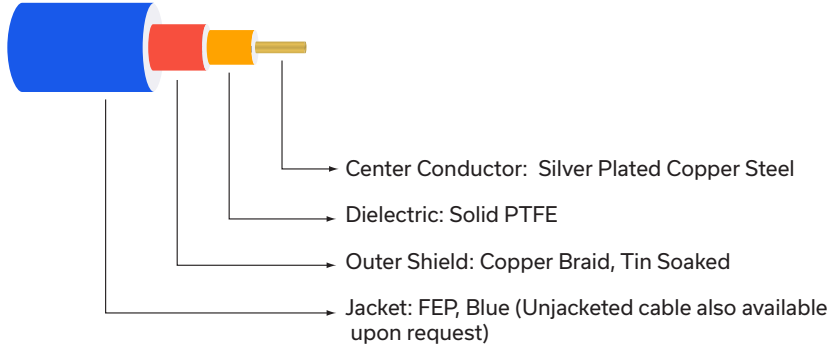 Center Conductor: Silver Plated Copper Steel
Dielectric: Solid PTFE
Outer Shield: Copper Braid, Tin Soaked
Jacket: FEP, Blue (Unjacketed cable also available
upon request)